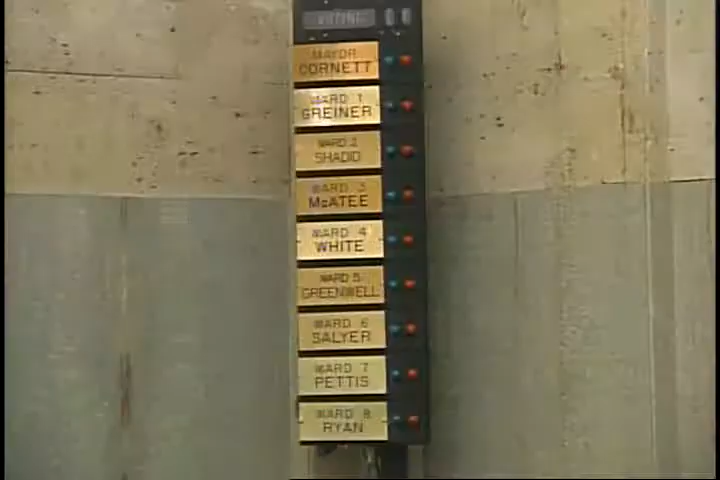 VOTING
MAYOR
CORNETT
WARD 1
GREINER
WARD 2
SHADID
WARD 3
McATEE
WARD 4
WHITE
WARD 5
GREENWELL
WARD 6
SALYER
WARD 7
PETTIS
WARD 8
RYAN